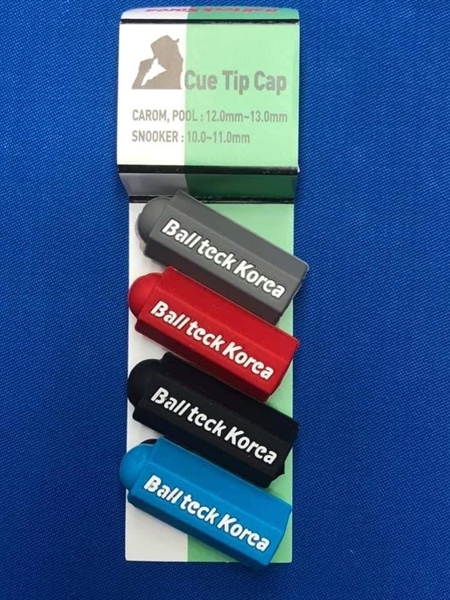 Cue Tip Cap
CAROM, POOL : 12.0mm~13.0mm
SNOOKER : 10.0~11.0mm
Ball teck Korea
Ball teck Korea
Ball teck Korea
Ball teck Korea